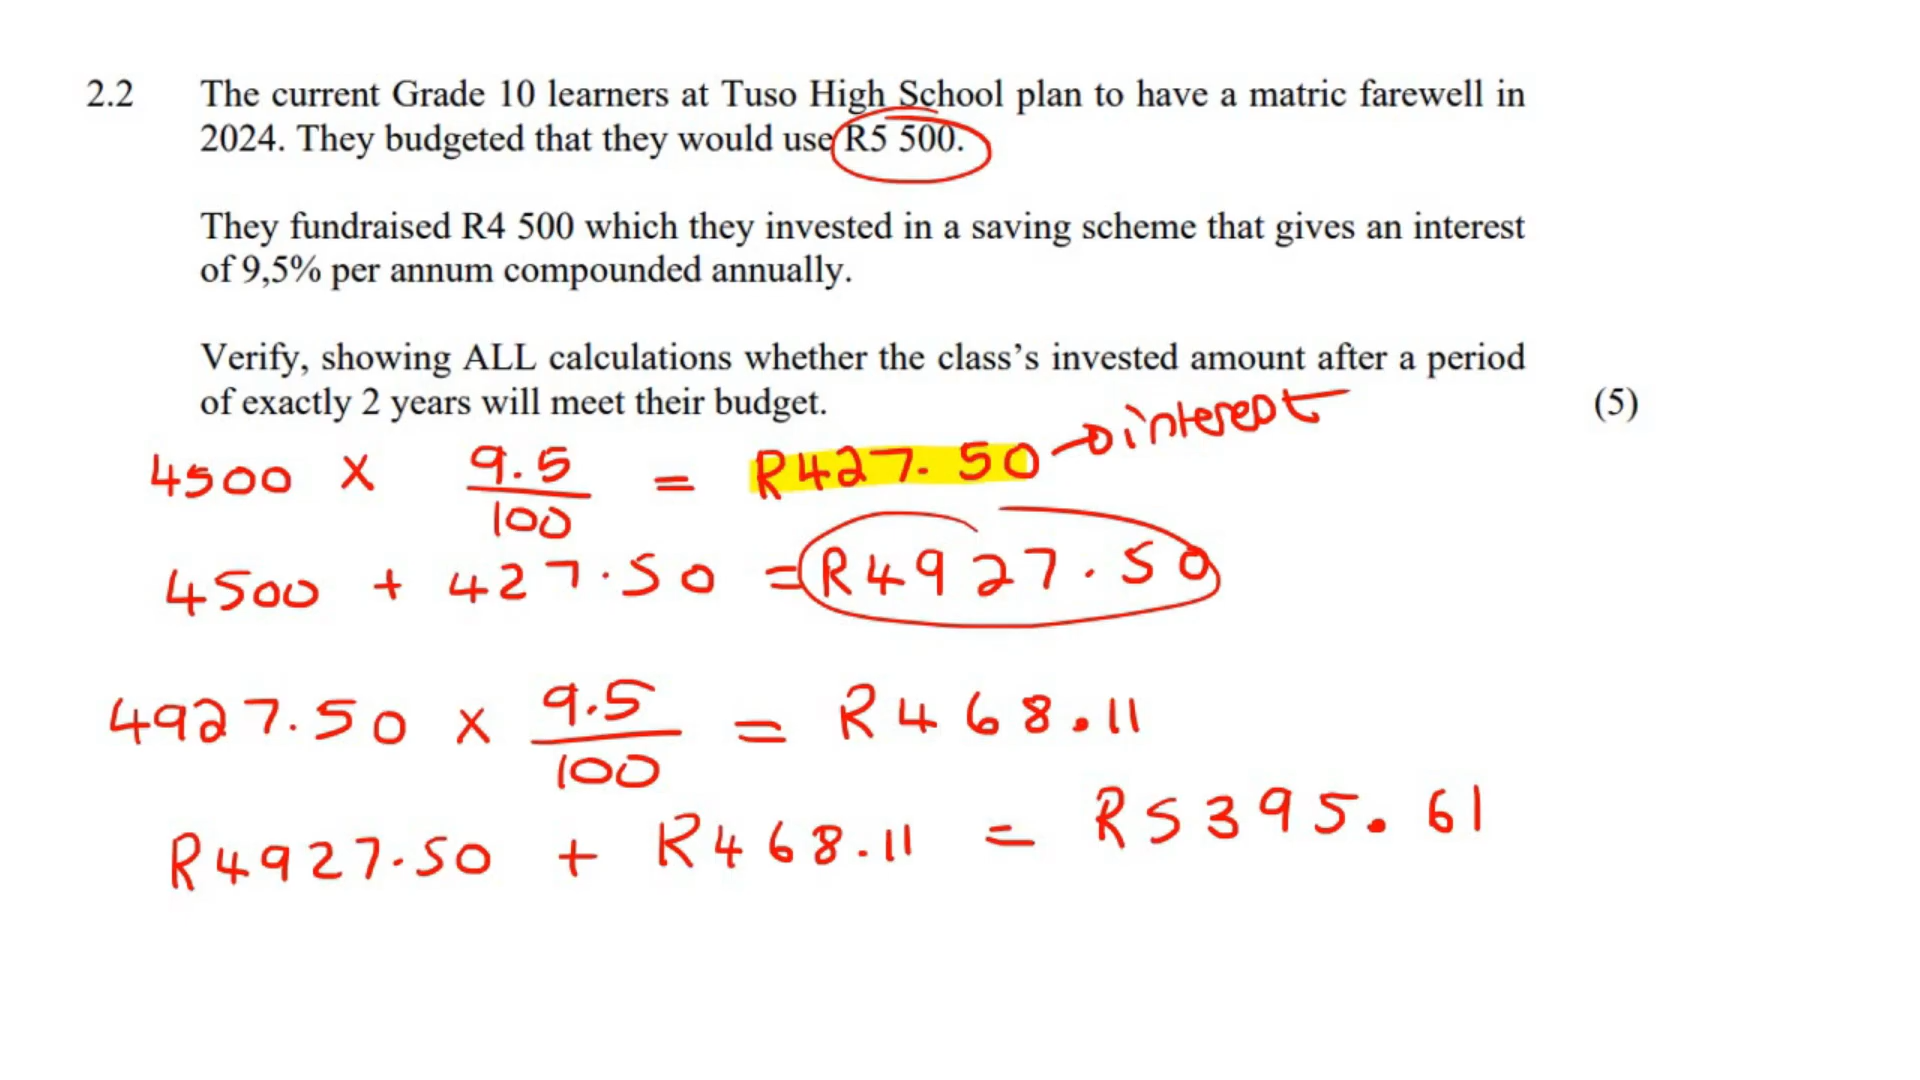 2.2 The current Grade 10 learners at Tuso High School plan to have a matric farewell in
2024. They budgeted that they would use R5 500.
They fundraised R4 500 which they invested in a saving scheme that gives an interest
of 9,5% per annum compounded annually.
Verify, showing ALL calculations whether the class’s invested amount after a period
of exactly 2 years will meet their budget. (5)
4500 × 9.5/100 = R427.50 → interest
4500 + 427.50 = R4927.50
4927.50 × 9.5/100 = R468.11
R4927.50 + R468.11 = R5395.61